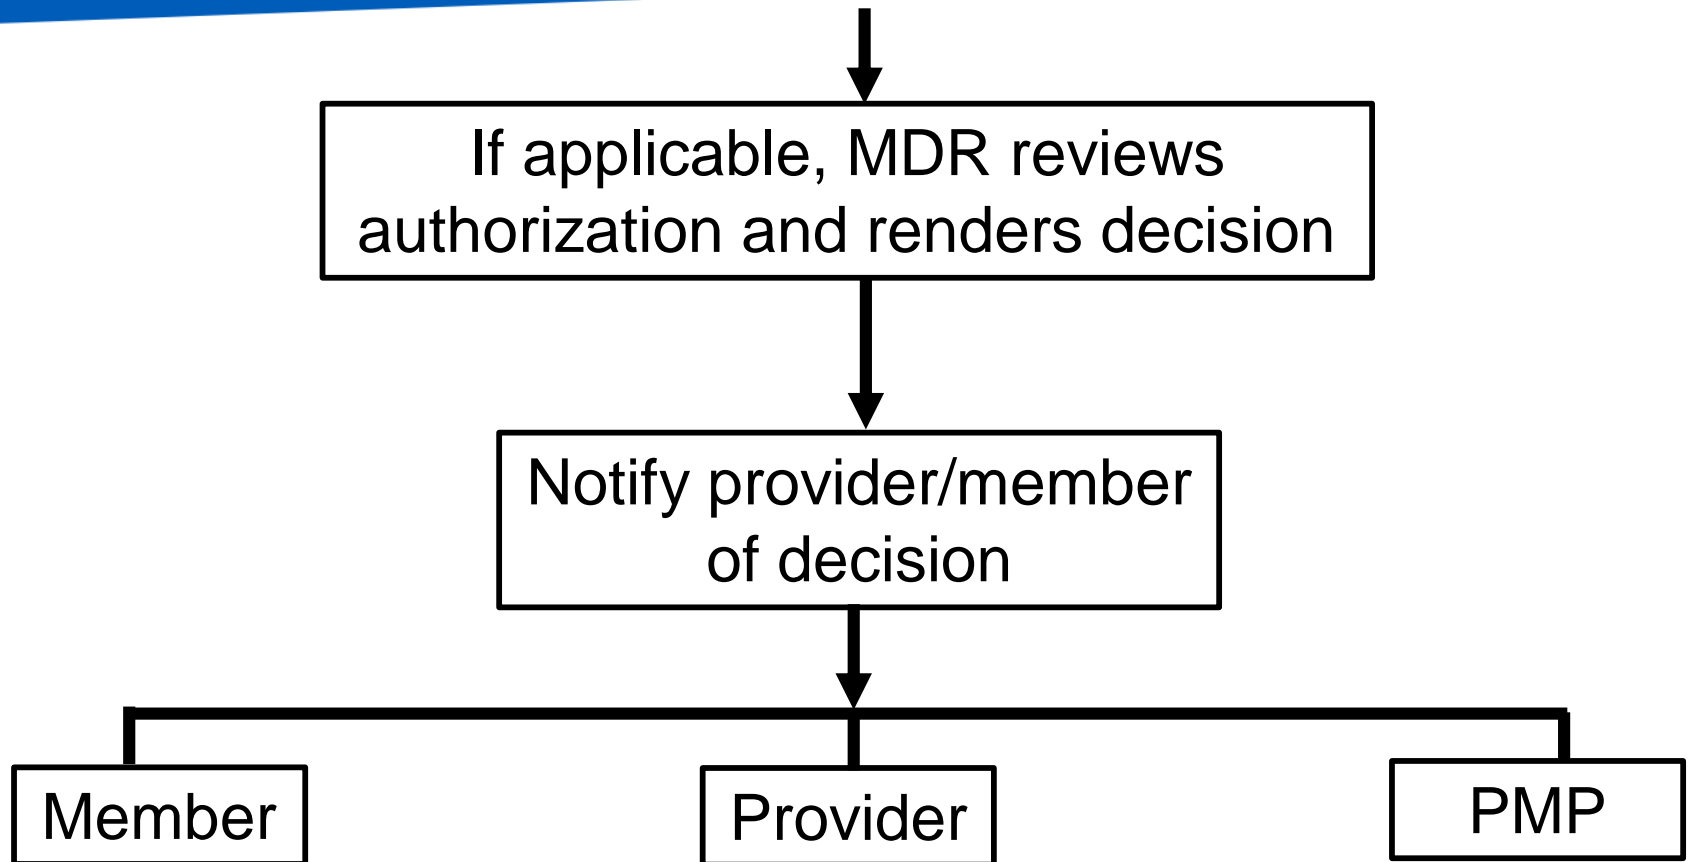 If applicable, MDR reviews
authorization and renders decision
Notify provider/member
of decision
Member
Provider
PMP